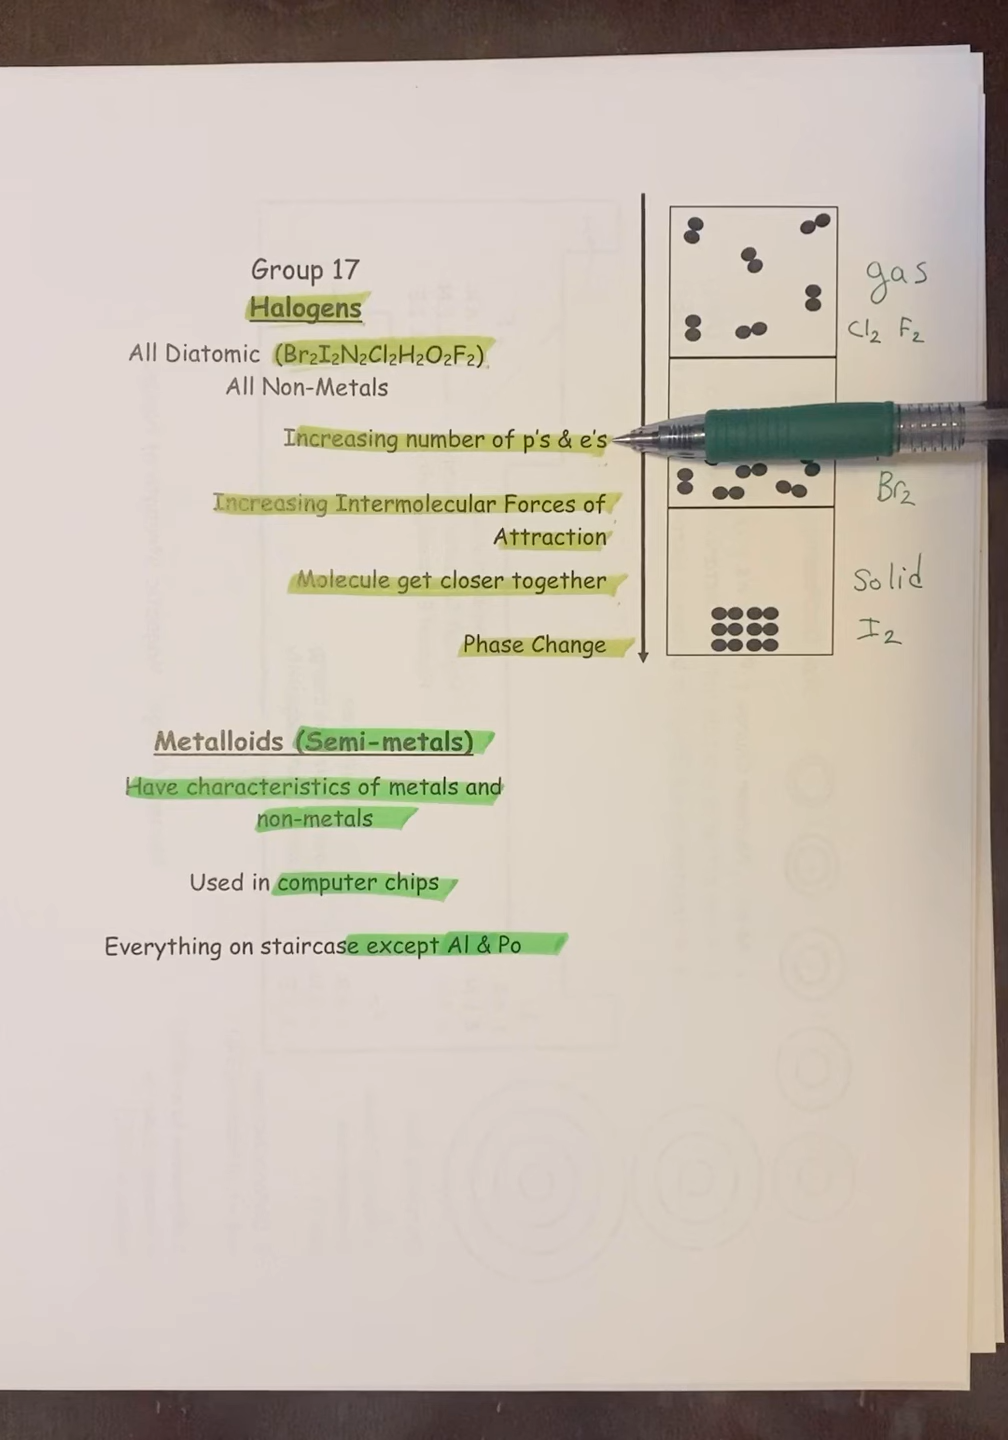 Group 17
Halogens
All Diatomic (Br₂I₂N₂Cl₂H₂O₂F₂)
All Non-Metals
Increasing number of p's & e's
Increasing Intermolecular Forces of
Attraction
Molecule get closer together
Phase Change
gas
Cl₂ F₂
Br₂
Solid
I₂
Metalloids (Semi-metals)
Have characteristics of metals and
non-metals
Used in computer chips
Everything on staircase except Al & Po